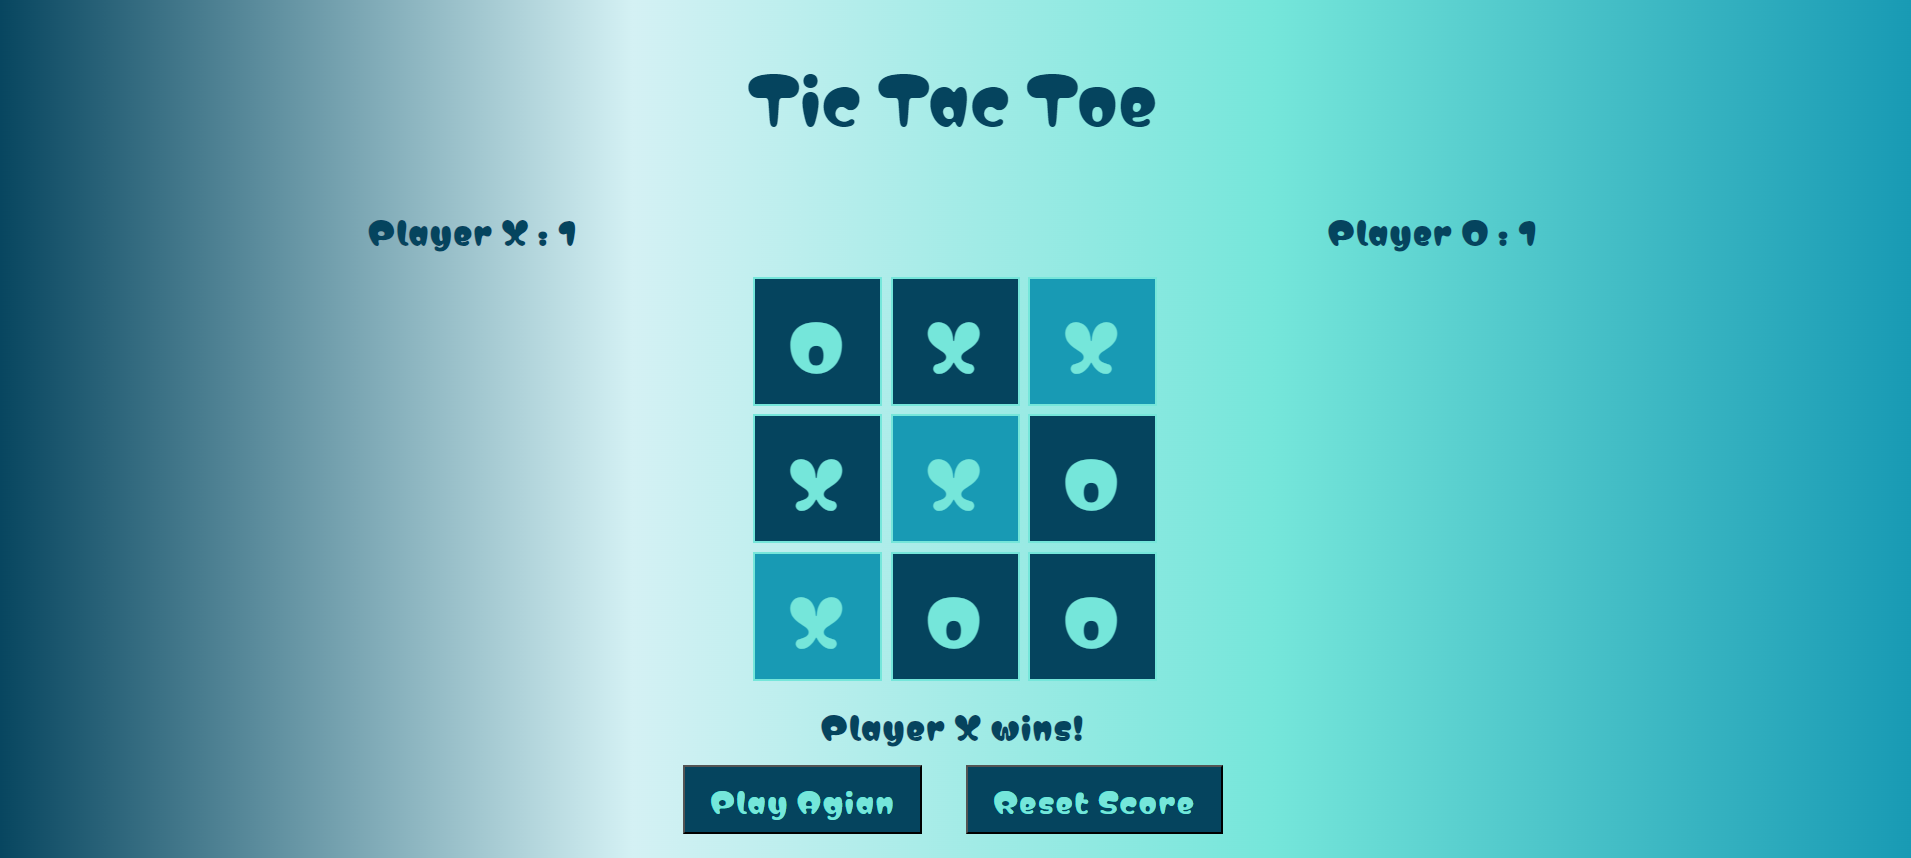 Tic Tac Toe
Player X : 1 Player O : 1
O X X
X X O
X O O
Player X wins!
Play Agian Reset Score